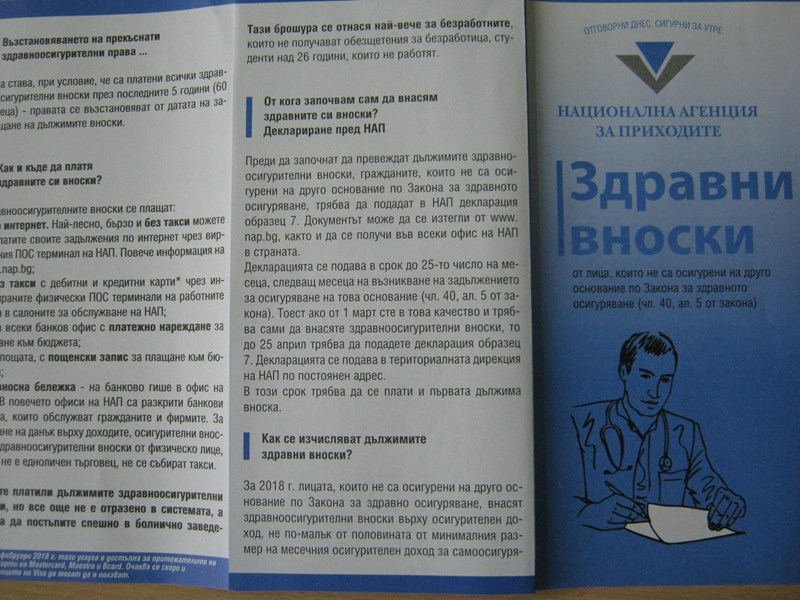 Възстановяването на прекъснати
здравноосигурителни права ...
а става, при условие, че са платени всички здрав-
осигурителни вноски през последните 5 години (60
еца) - правата се възстановяват от датата на за-
щане на дължимите вноски.
Как и къде да платя
здравните си вноски?
вноосигурителните вноски се плащат:
интернет. Най-лесно, бързо и без такси можете
латите своите задължения по интернет чрез вир-
ния ПОС терминал на НАП. Повече информация на
.nap.bg;
з такси с дебитни и кредитни карти* чрез ин-
ираните физически ПОС терминали на работните
а в салоните за обслужване на НАП;
в всеки банков офис с платежно нареждане за
ане към бюджета;
пощата, с пощенски запис за плащане към бю-
;
вносна бележка - на банково гише в офис на
В повечето офиси на НАП са разкрити банкови
а, които обслужват гражданите и фирмите. За
ане на данък върху доходите, осигурителни внос-
дравноосигурителни вноски от физическо лице,
не е едноличен търговец, не се събират такси.
те платили дължимите здравноосигурителни
и, но все още не е отразено в системата, а
а да постъпите спешно в болнично заведе-
февруари 2018 г. тази услуга е достъпна за притежателите на
карти на Mastercard, Maestro и Bcard. Очаква се скоро и
на Visa да могат да я ползват.
Тази брошура се отнася най-вече за безработните,
които не получават обезщетения за безработица, сту-
денти над 26 години, които не работят.
От кога започвам сам да внасям
здравните си вноски?
Деклариране пред НАП
Преди да започнат да превеждат дължимите здравно-
осигурителни вноски, гражданите, които не са оси-
гурени на друго основание по Закона за здравното
осигуряване, трябва да подадат в НАП декларация
образец 7. Документът може да се изтегли от www.
nap.bg, както и да се получи във всеки офис на НАП
в страната.
Декларацията се подава в срок до 25-то число на ме-
сеца, следващ месеца на възникване на задължението
за осигуряване на това основание (чл. 40, ал. 5 от за-
кона). Тоест ако от 1 март сте в това качество и тряб-
ва сами да внасяте здравноосигурителни вноски, то
до 25 април трябва да подадете декларация образец
7. Декларацията се подава в териториалната дирекция
на НАП по постоянен адрес.
В този срок трябва да се плати и първата дължима
вноска.
Как се изчисляват дължимите
здравни вноски?
За 2018 г. лицата, които не са осигурени на друго ос-
нование по Закона за здравно осигуряване, внасят
здравноосигурителни вноски върху осигурителен до-
ход, не по-малък от половината от минималния раз-
мер на месечния осигурителен доход за самоосигуря-
ОТГОВОРНИ ДНЕС. СИГУРНИ ЗА УТРЕ
НАЦИОНАЛНА АГЕНЦИЯ
ЗА ПРИХОДИТЕ
Здравни
вноски
от лица, които не са осигурени на друго
основание по Закона за здравното
осигуряване (чл. 40, ал. 5 от закона)